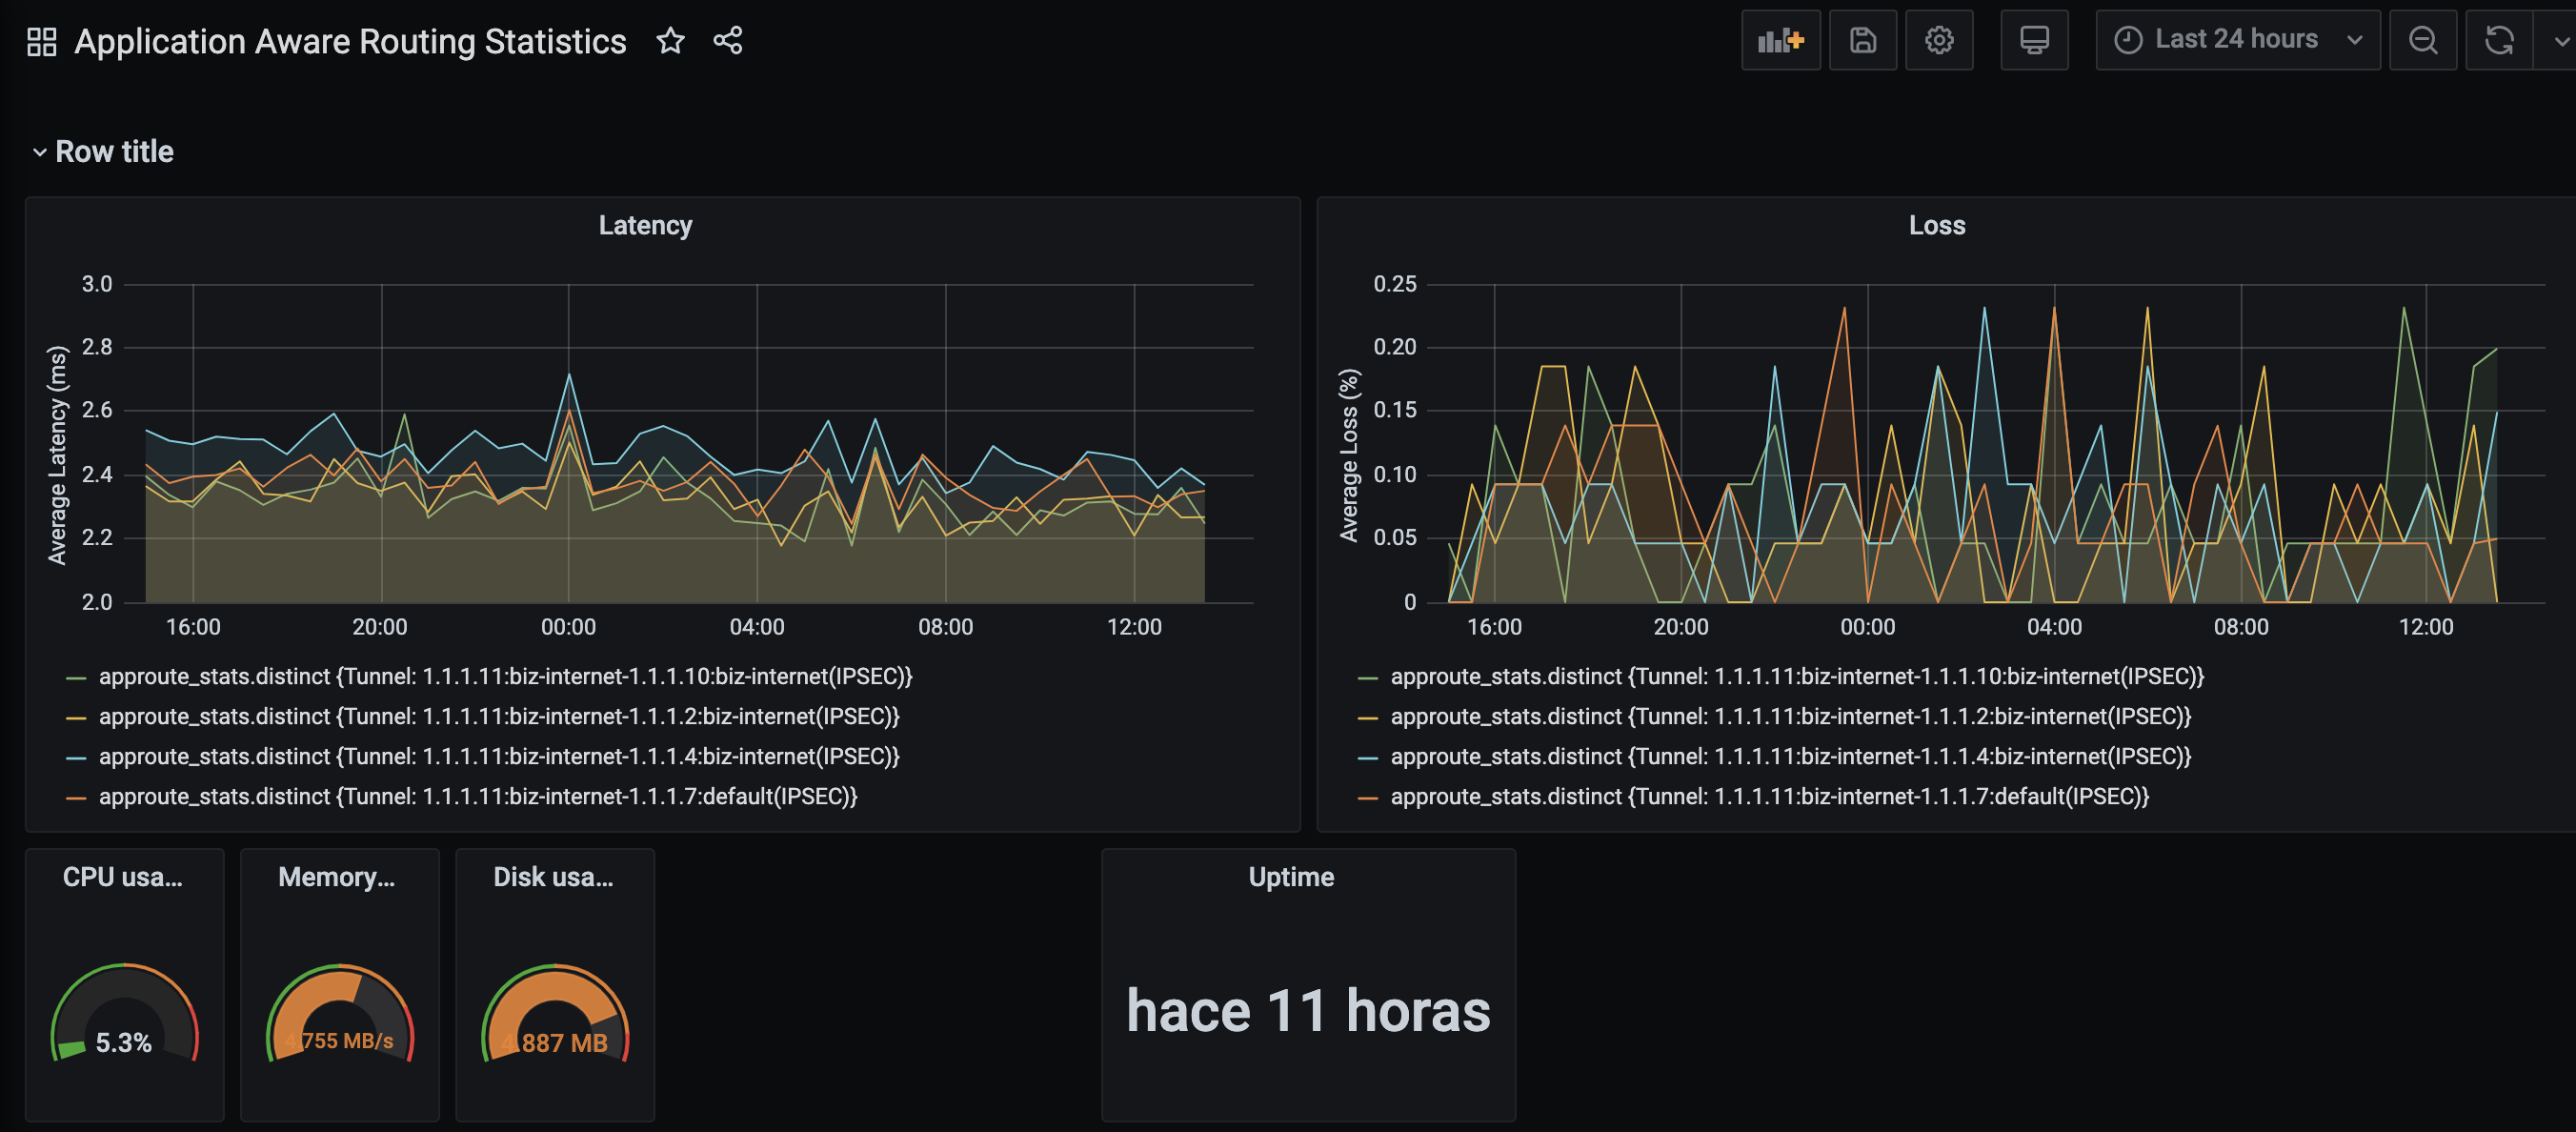 Application Aware Routing Statistics
Last 24 hours
Row title
Latency
3.0
2.8
2.6
2.4
2.2
2.0
Average Latency (ms)
16:00 20:00 00:00 04:00 08:00 12:00
approute_stats.distinct {Tunnel: 1.1.1.11:biz-internet-1.1.1.10:biz-internet(IPSEC)}
approute_stats.distinct {Tunnel: 1.1.1.11:biz-internet-1.1.1.2:biz-internet(IPSEC)}
approute_stats.distinct {Tunnel: 1.1.1.11:biz-internet-1.1.1.4:biz-internet(IPSEC)}
approute_stats.distinct {Tunnel: 1.1.1.11:biz-internet-1.1.1.7:default(IPSEC)}
Loss
0.25
0.20
0.15
0.10
0.05
0
Average Loss (%)
16:00 20:00 00:00 04:00 08:00 12:00
approute_stats.distinct {Tunnel: 1.1.1.11:biz-internet-1.1.1.10:biz-internet(IPSEC)}
approute_stats.distinct {Tunnel: 1.1.1.11:biz-internet-1.1.1.2:biz-internet(IPSEC)}
approute_stats.distinct {Tunnel: 1.1.1.11:biz-internet-1.1.1.4:biz-internet(IPSEC)}
approute_stats.distinct {Tunnel: 1.1.1.11:biz-internet-1.1.1.7:default(IPSEC)}
CPU usa...
5.3%
Memory...
4.755 MB/s
Disk usa...
4.887 MB
Uptime
hace 11 horas